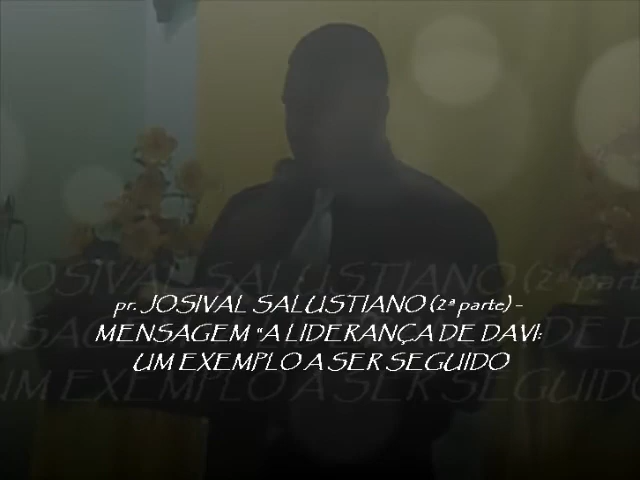 pr. JOSIVAL SALUSTIANO (2ª parte) -
MENSAGEM "A LIDERANÇA DE DAVI:
UM EXEMPLO A SER SEGUIDO